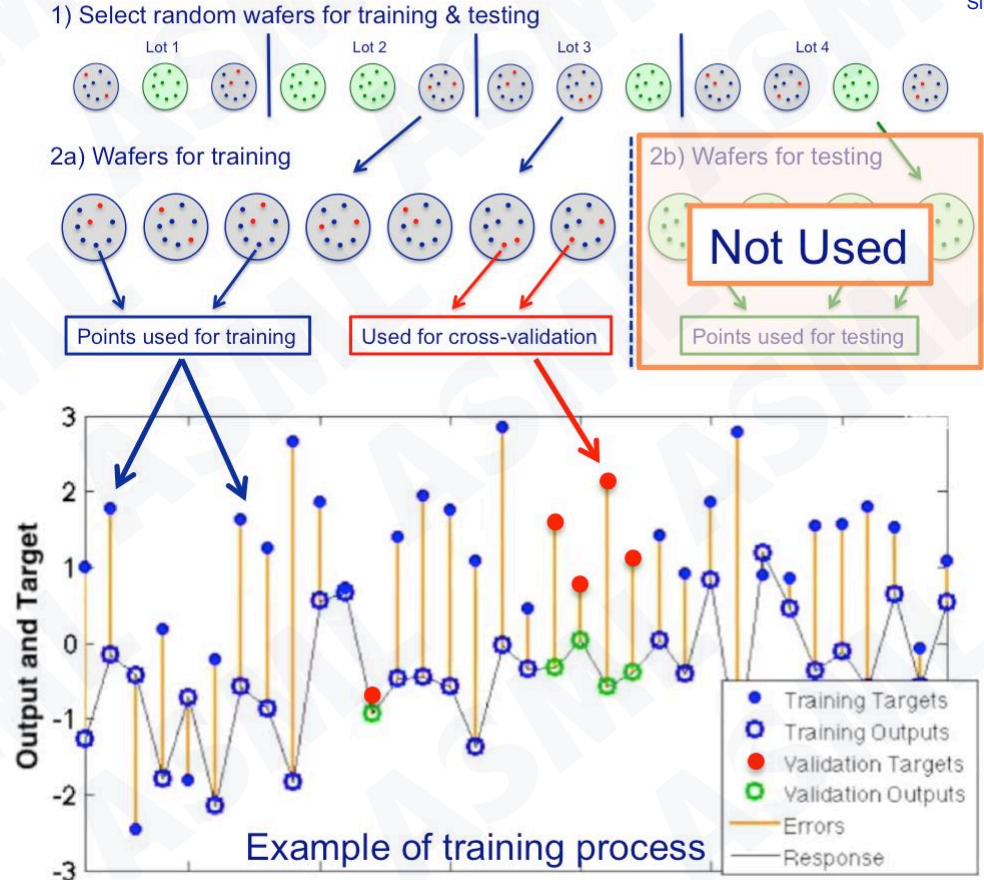 1) Select random wafers for training & testing
Lot 1
Lot 2
Lot 3
Lot 4
2a) Wafers for training
2b) Wafers for testing
Not Used
Points used for training
Used for cross-validation
Points used for testing
3
2
1
0
-1
-2
-3
Output and Target
Training Targets
Training Outputs
Validation Targets
Validation Outputs
Errors
Response
Example of training process
ASML